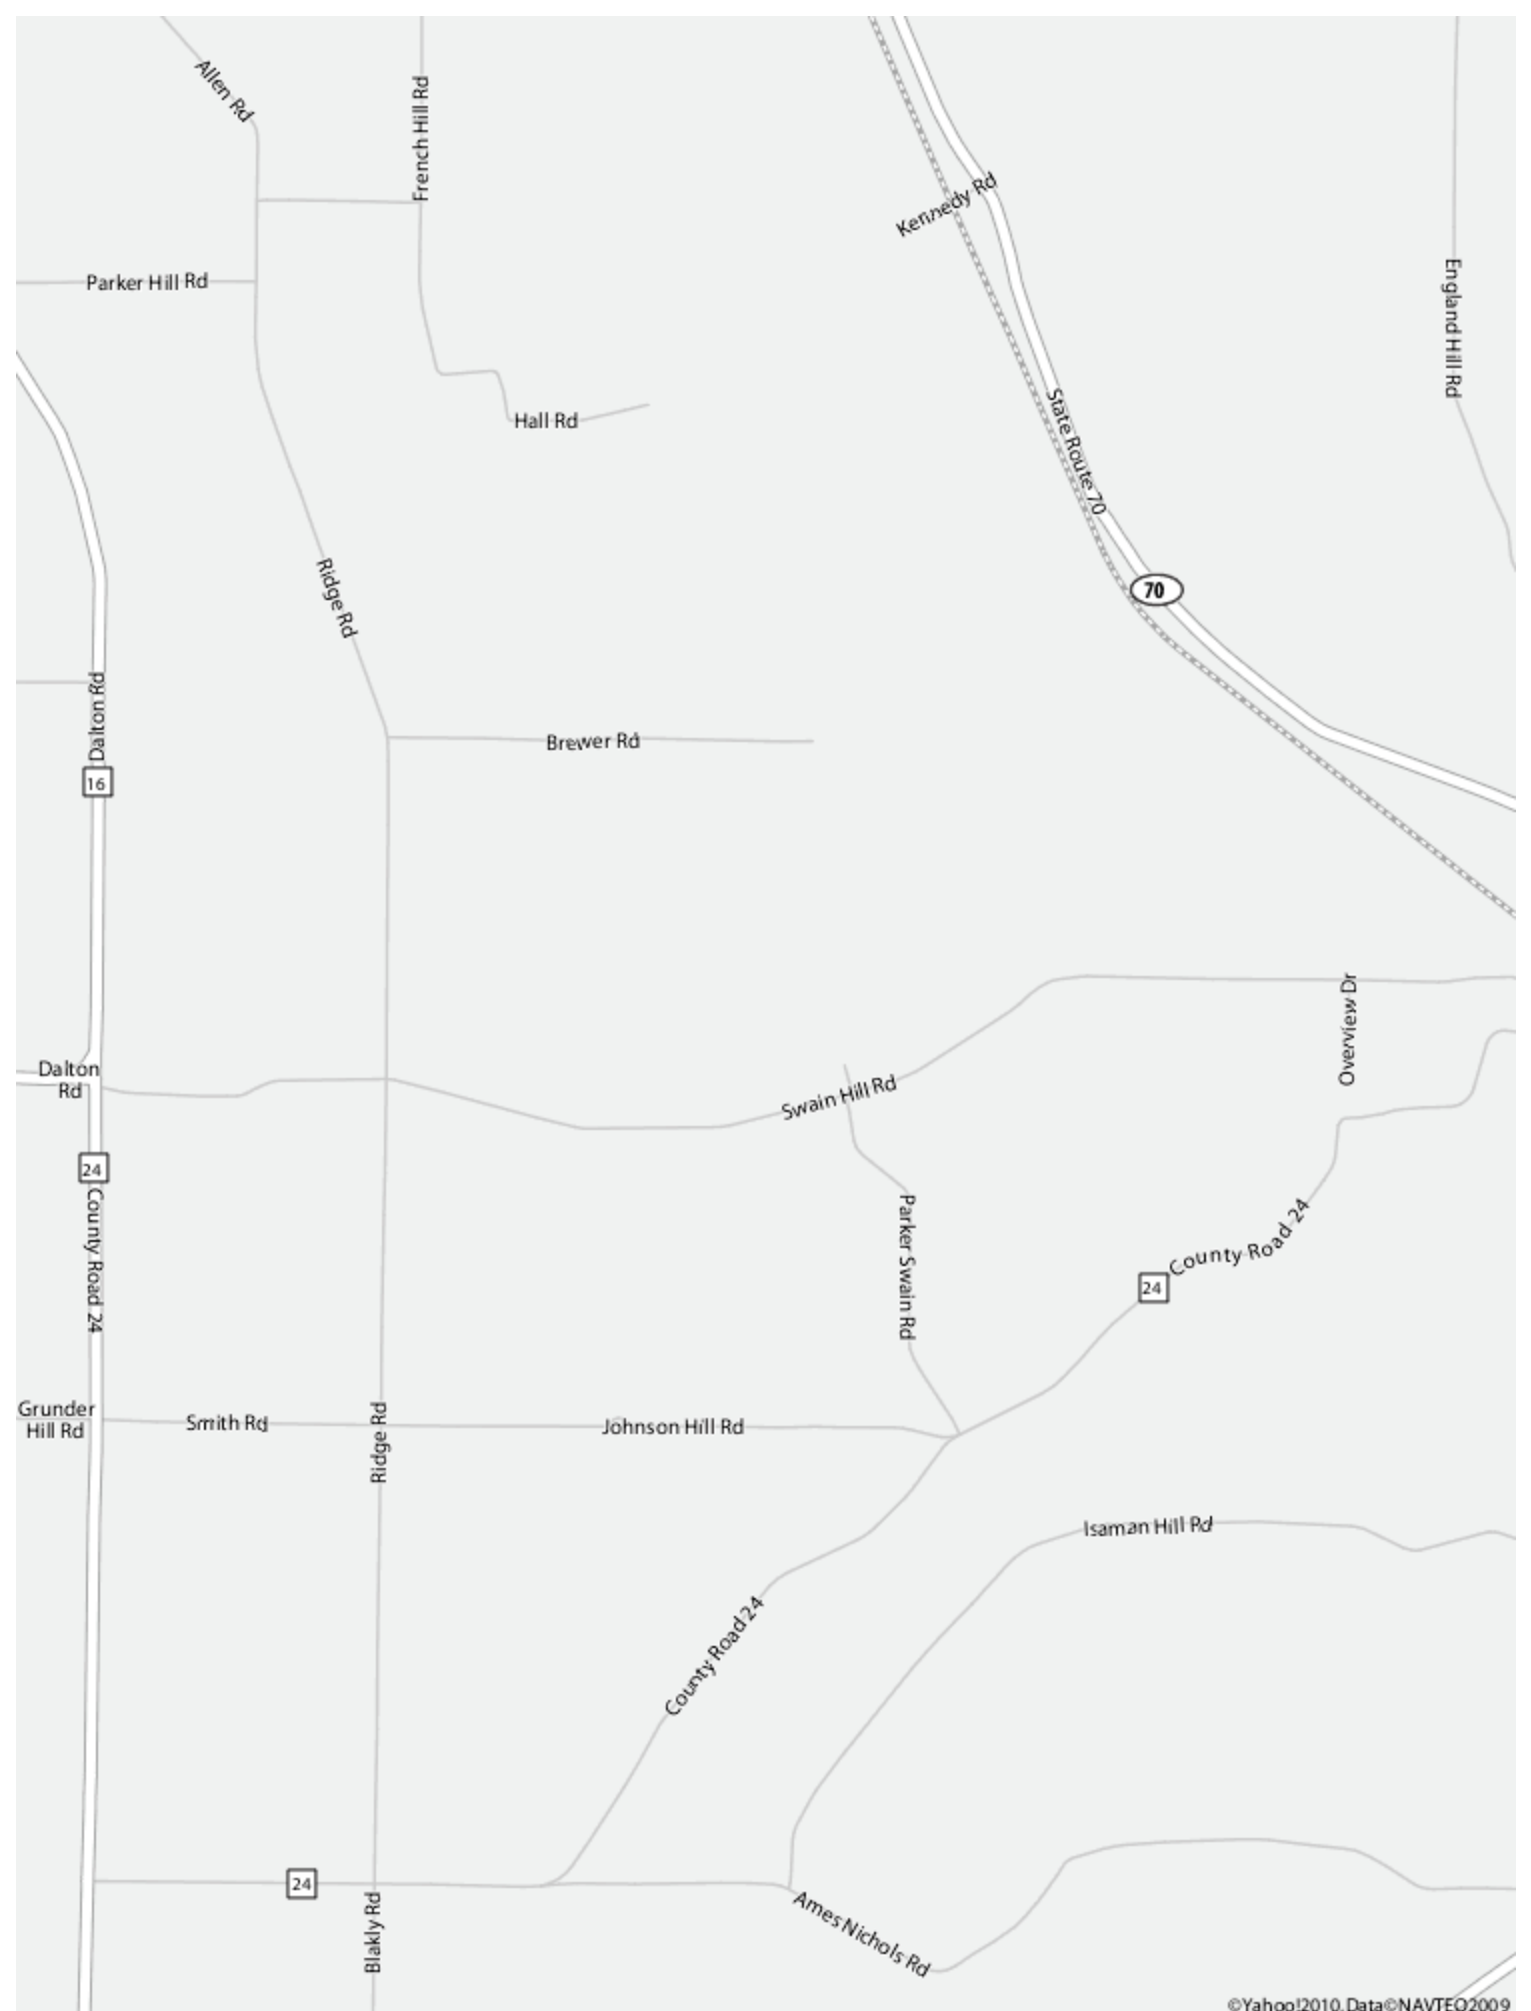 Allen Rd
French Hill Rd
Kennedy Rd
Parker Hill Rd
England Hill Rd
Hall Rd
State Route 70
70
Ridge Rd
Dalton Rd
Brewer Rd
16
Overview Dr
Dalton
Rd
Swain Hill Rd
24
County Road 24
Parker Swain Rd
County Road 24
24
Grunder
Hill Rd
Smith Rd
Ridge Rd
Johnson Hill Rd
Isaman Hill Rd
County Road 24
24
Blakly Rd
Ames Nichols Rd
©Yahoo!2010, Data©NAVTEQ2009